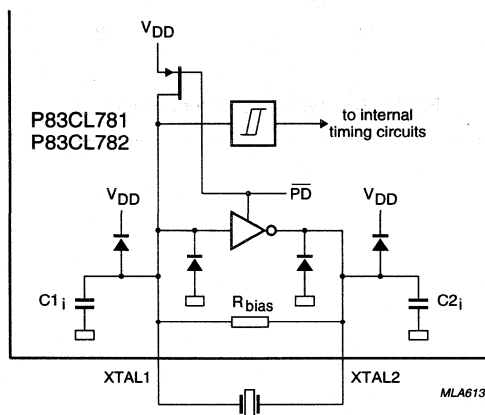 VDD
P83CL781
P83CL782
to internal
timing circuits
PD
VDD
VDD
C1i
C2i
Rbias
XTAL1
XTAL2
MLA613